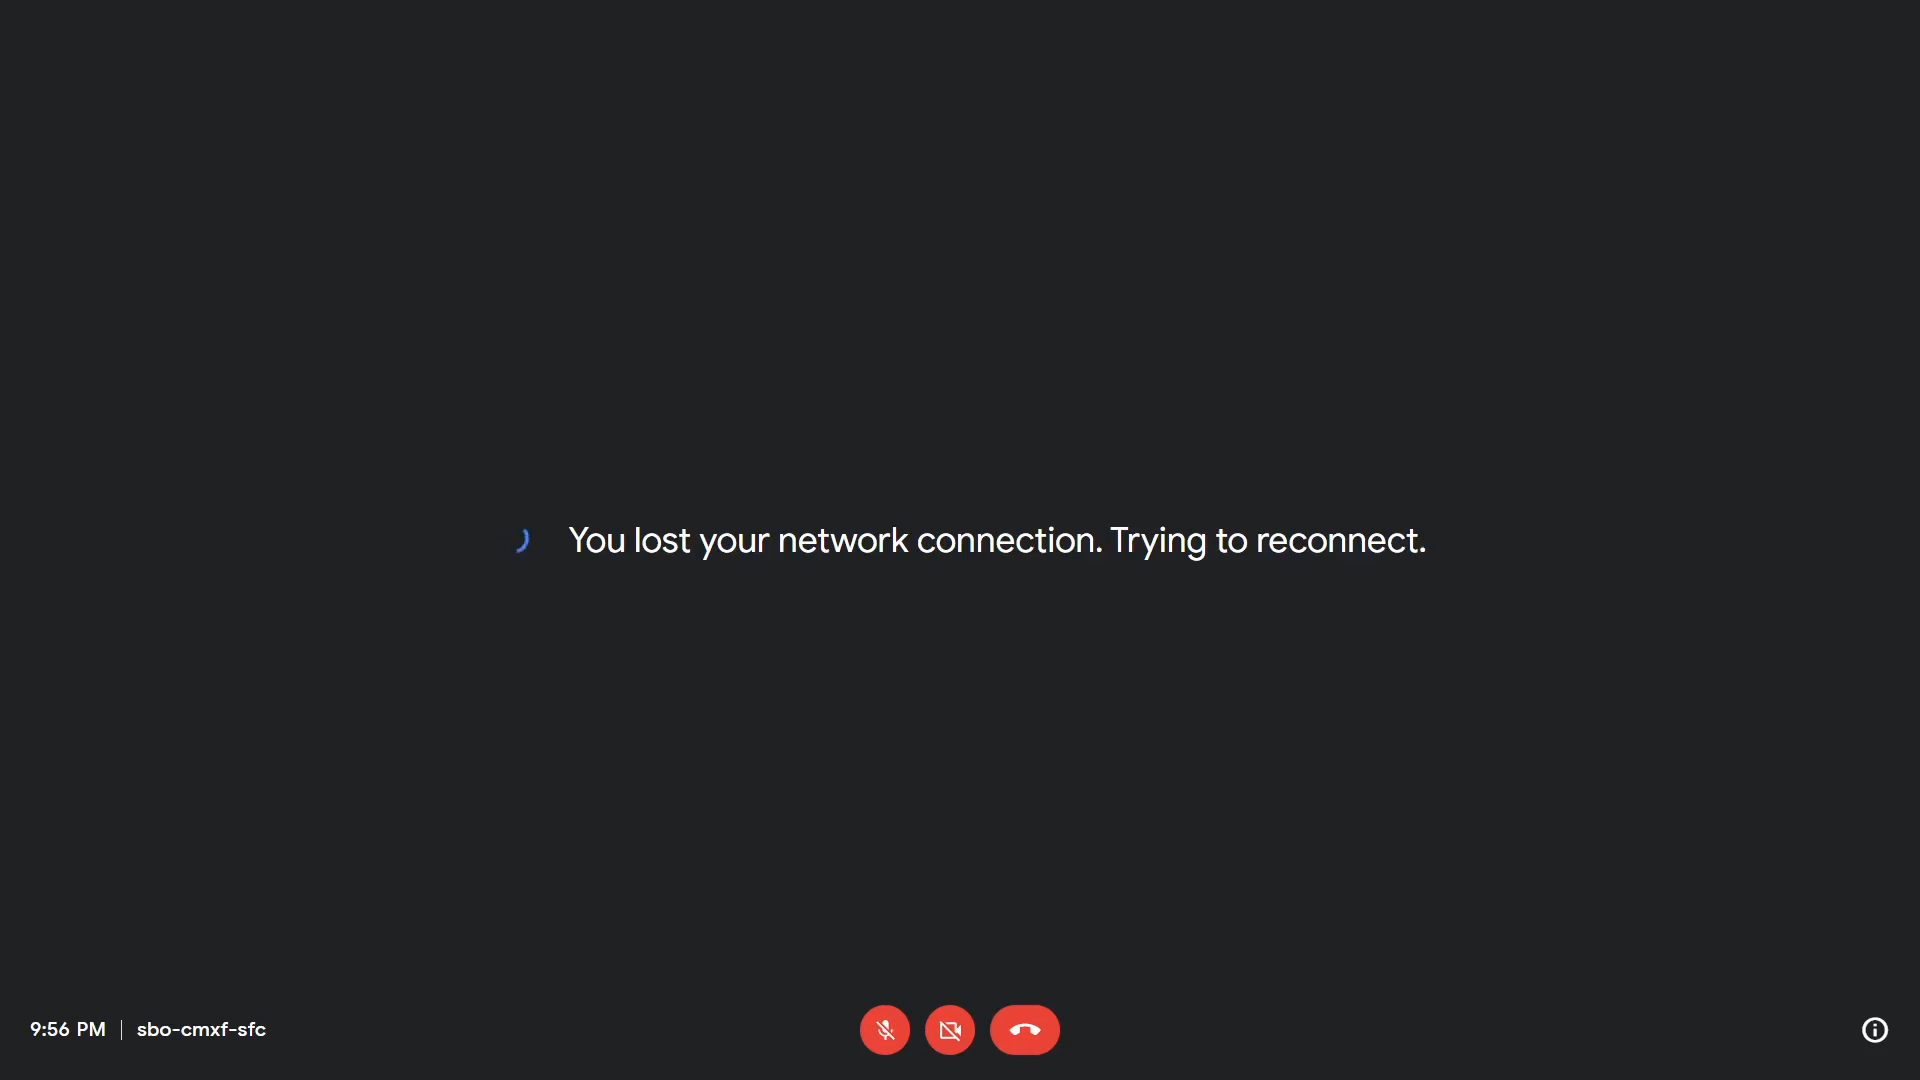 You lost your network connection. Trying to reconnect.
9:56 PM | sbo-cmxf-sfc